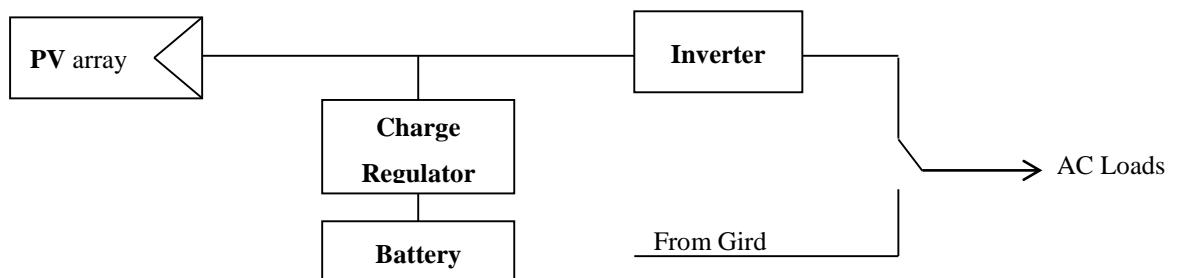 PV array
Inverter
Charge
Regulator
Battery
AC Loads
From Gird